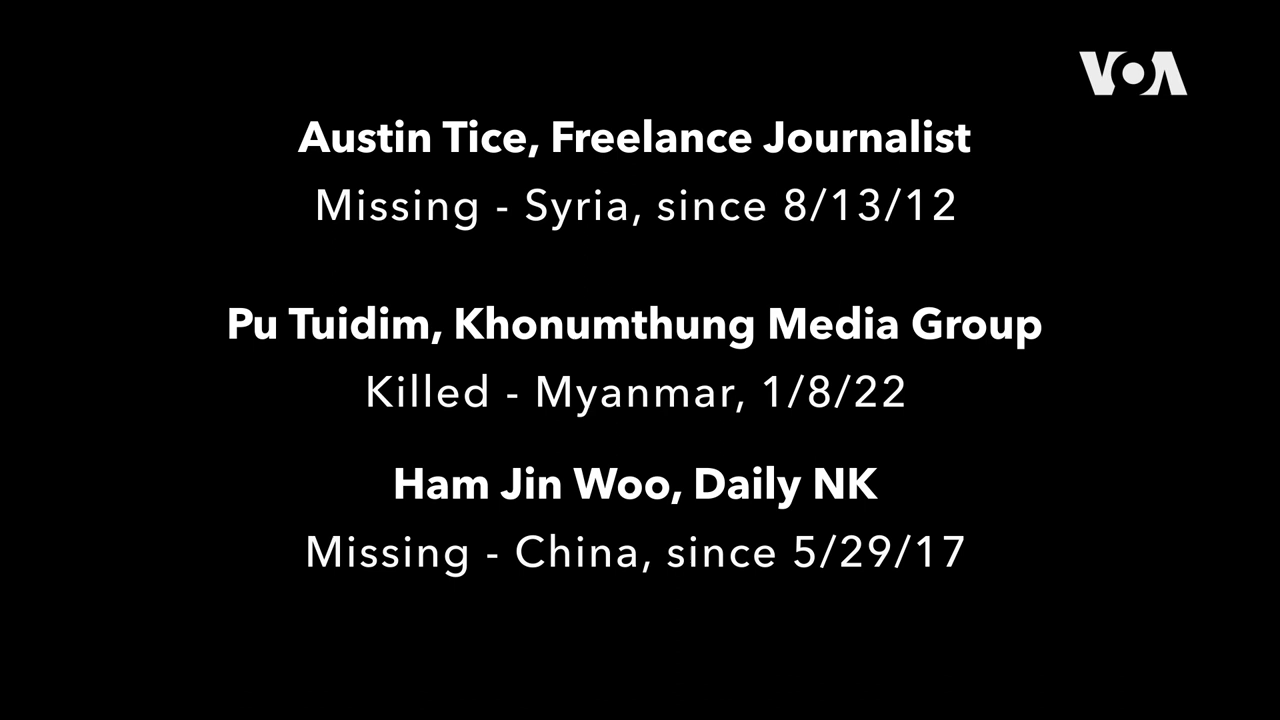 VOA
Austin Tice, Freelance Journalist
Missing - Syria, since 8/13/12
Pu Tuidim, Khonumthung Media Group
Killed - Myanmar, 1/8/22
Ham Jin Woo, Daily NK
Missing - China, since 5/29/17